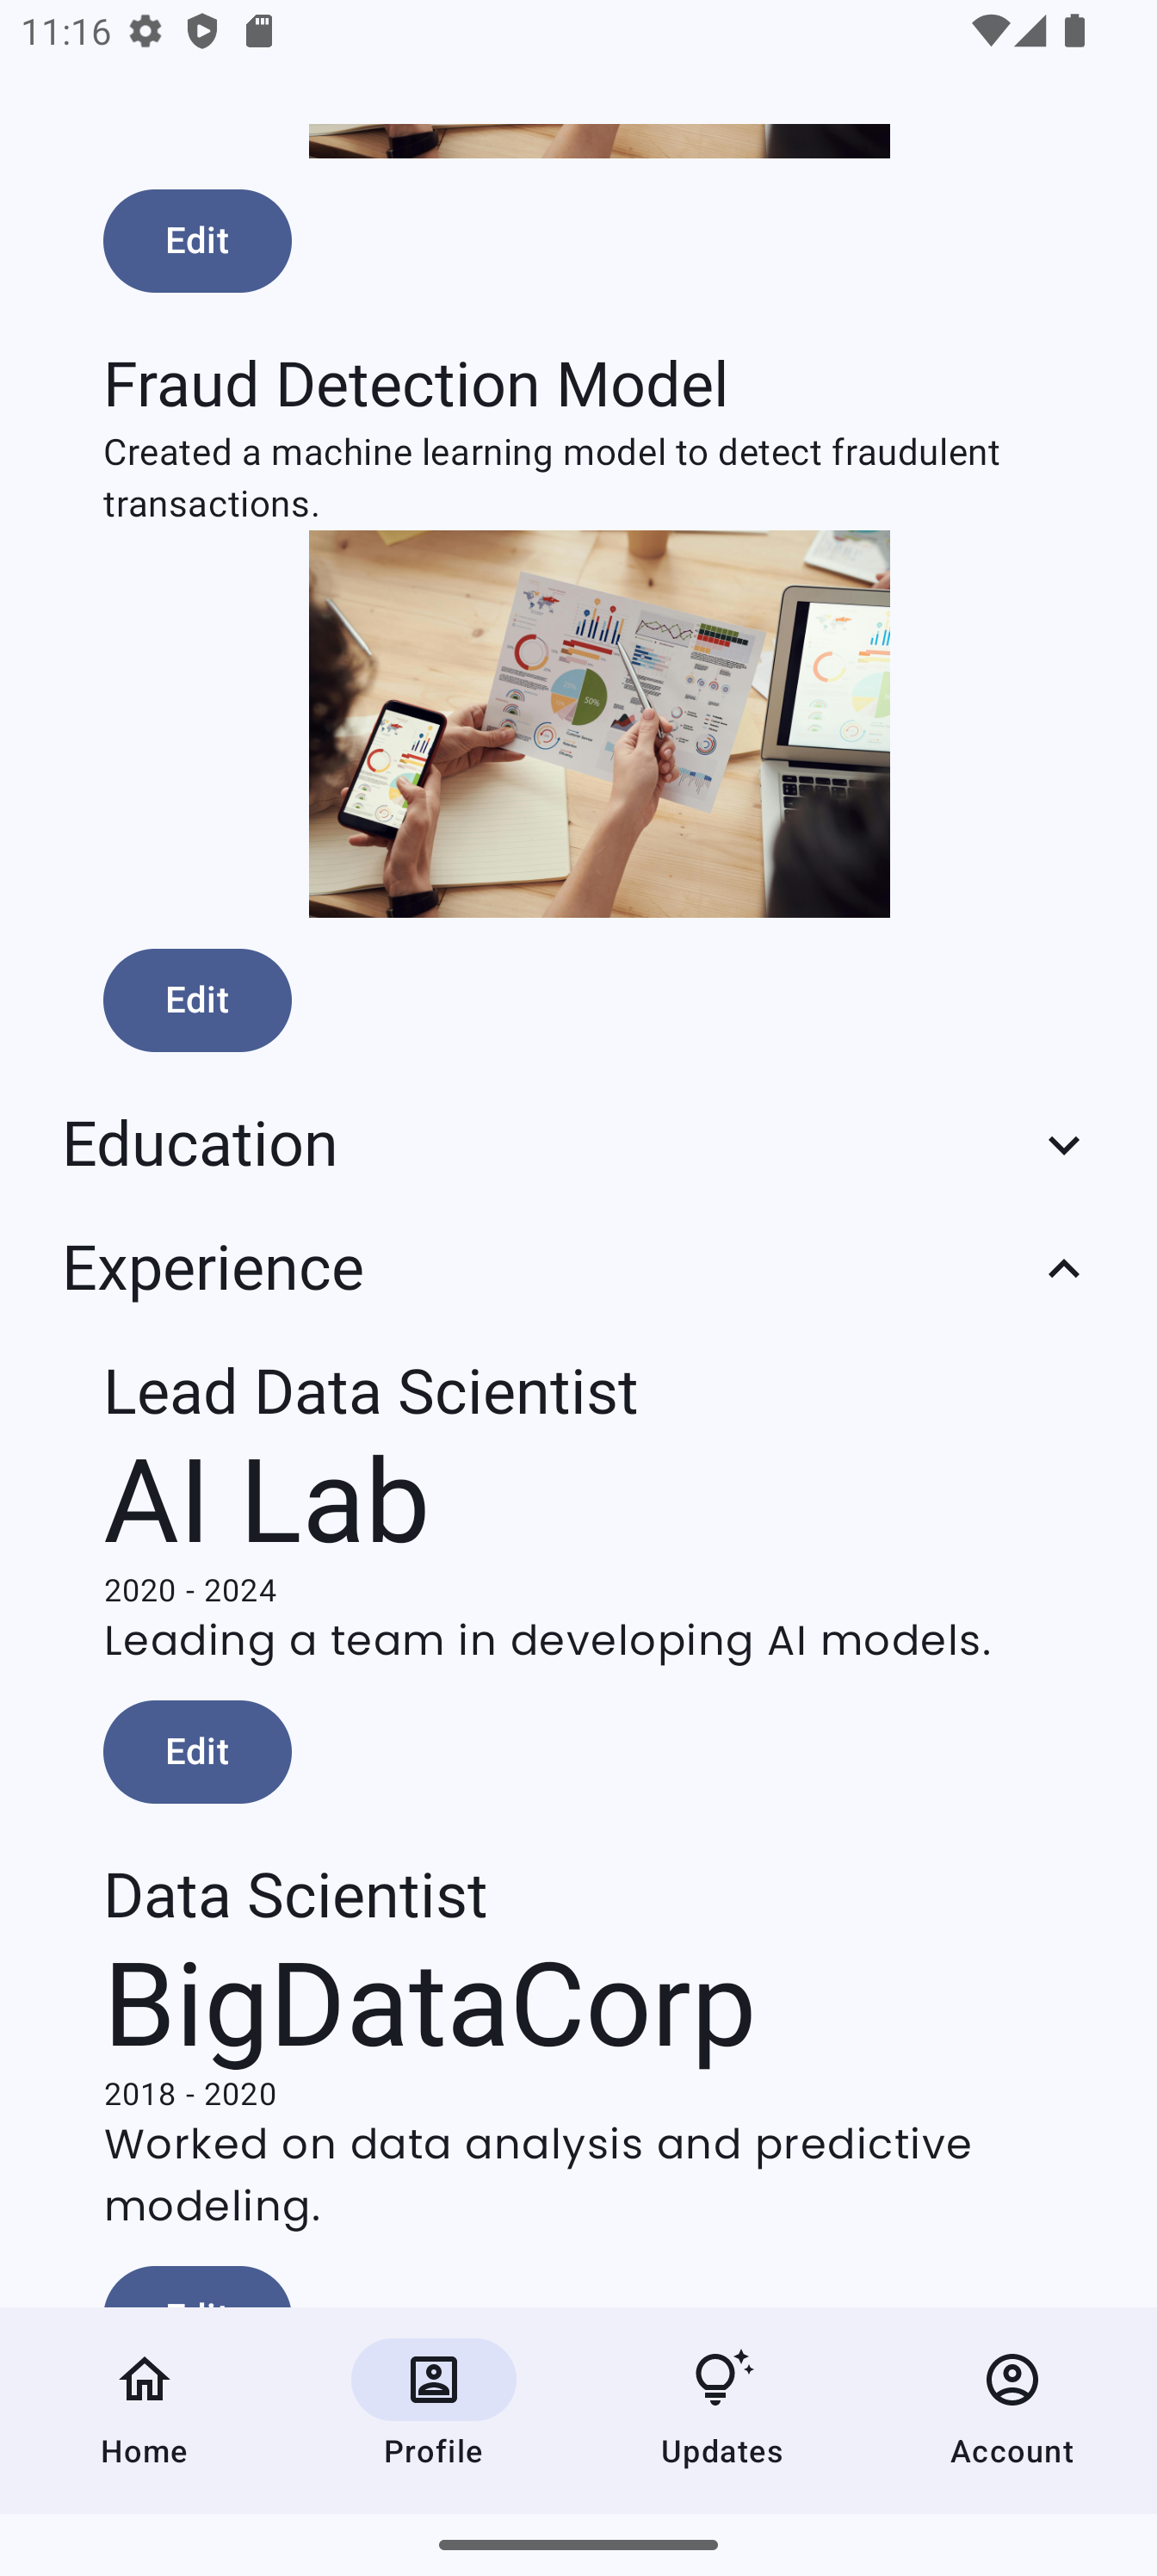 11:16
Edit
Fraud Detection Model
Created a machine learning model to detect fraudulent
transactions.
50%
Edit
Education
Experience
Lead Data Scientist
AI Lab
2020 - 2024
Leading a team in developing AI models.
Edit
Data Scientist
BigDataCorp
2018 - 2020
Worked on data analysis and predictive
modeling.
Edit
Home
Profile
Updates
Account